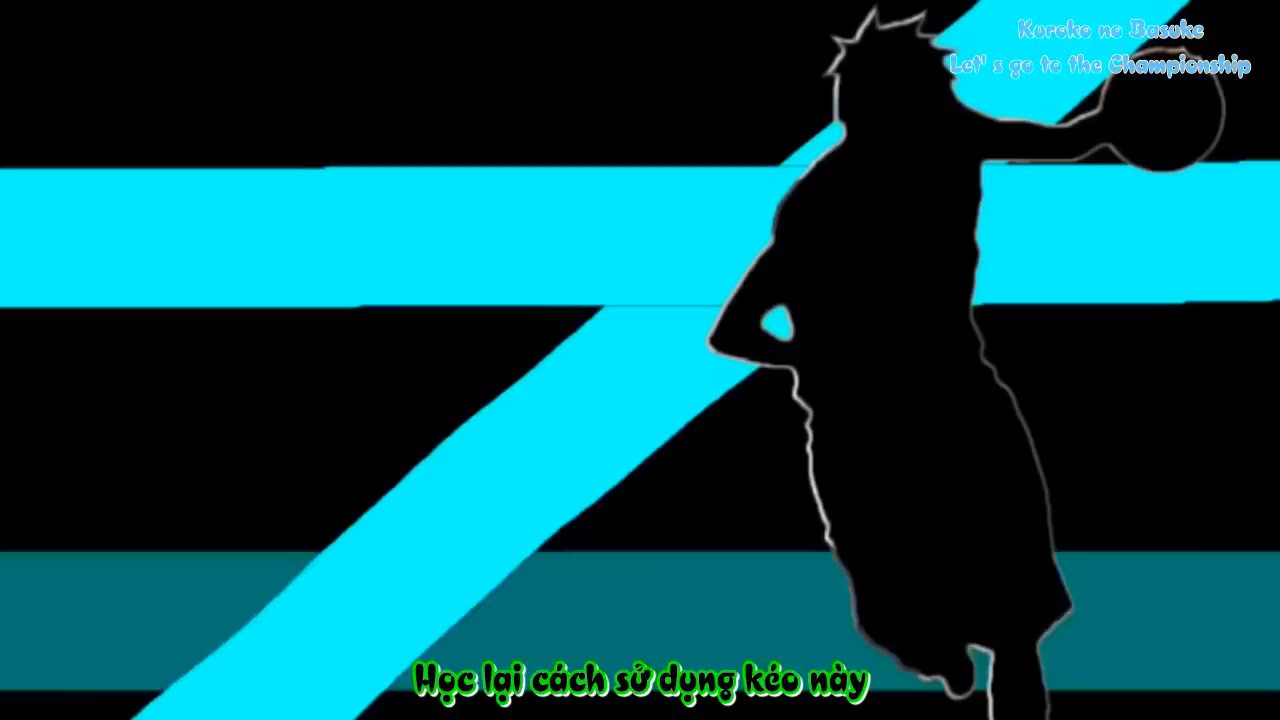 Kuroko no Basuke
Let' s go to the Championship
Học lại cách sử dụng kéo này